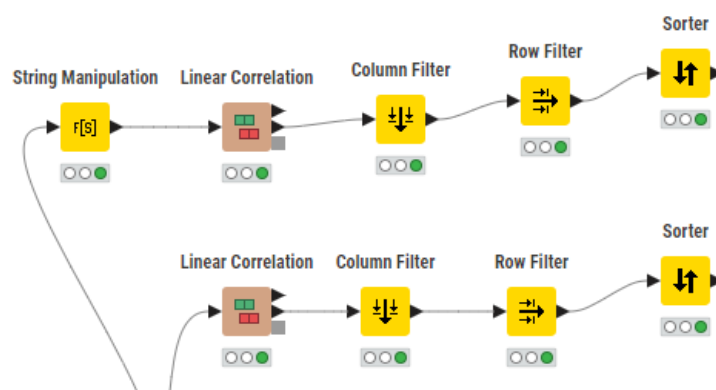 Sorter
Row Filter
Column Filter
String Manipulation
Linear Correlation
F[S]
Sorter
Linear Correlation
Column Filter
Row Filter